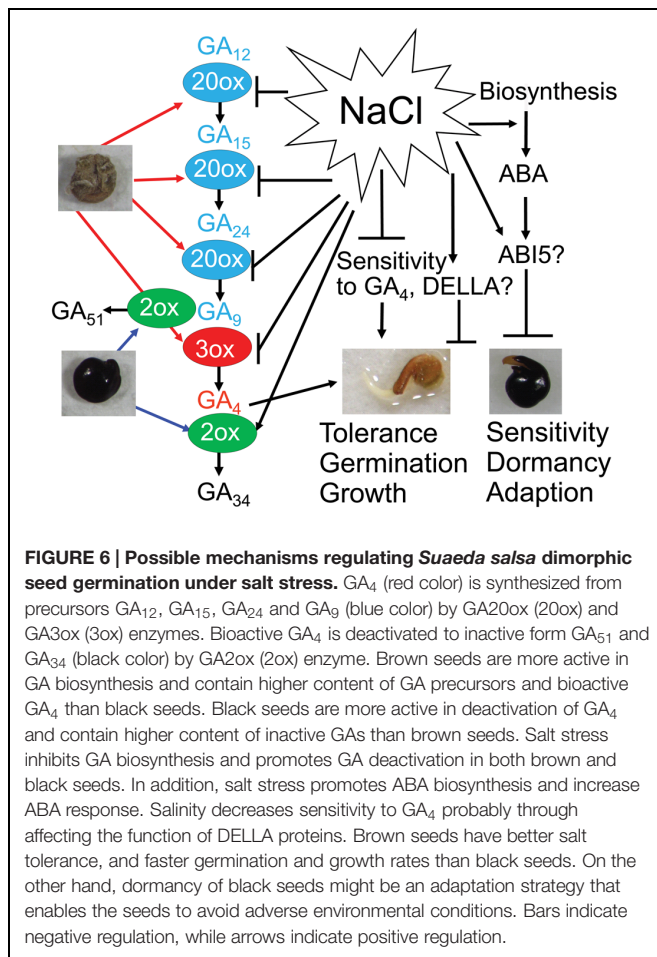 GA12
20ox
GA15
20ox
GA24
20ox
2ox
GA51
GA9
3ox
GA4
2ox
GA34
NaCl
Biosynthesis
ABA
ABI5?
Sensitivity
to GA4, DELLA?
Tolerance
Germination
Growth
Sensitivity
Dormancy
Adaption
FIGURE 6 | Possible mechanisms regulating Suaeda salsa dimorphic
seed germination under salt stress. GA4 (red color) is synthesized from
precursors GA12, GA15, GA24 and GA9 (blue color) by GA20ox (20ox) and
GA3ox (3ox) enzymes. Bioactive GA4 is deactivated to inactive form GA51 and
GA34 (black color) by GA2ox (2ox) enzyme. Brown seeds are more active in
GA biosynthesis and contain higher content of GA precursors and bioactive
GA4 than black seeds. Black seeds are more active in deactivation of GA4
and contain higher content of inactive GAs than brown seeds. Salt stress
inhibits GA biosynthesis and promotes GA deactivation in both brown and
black seeds. In addition, salt stress promotes ABA biosynthesis and increase
ABA response. Salinity decreases sensitivity to GA4 probably through
affecting the function of DELLA proteins. Brown seeds have better salt
tolerance, and faster germination and growth rates than black seeds. On the
other hand, dormancy of black seeds might be an adaptation strategy that
enables the seeds to avoid adverse environmental conditions. Bars indicate
negative regulation, while arrows indicate positive regulation.